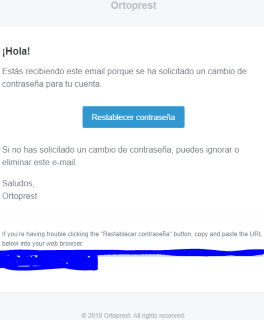 Ortoprest
¡Hola!
Estás recibiendo este email porque se ha solicitado un cambio de
contraseña para tu cuenta.
Restablecer contraseña
Si no has solicitado un cambio de contraseña, puedes ignorar o
eliminar este e-mail.
Saludos,
Ortoprest
If you're having trouble clicking the "Restablecer contraseña" button, copy and paste the URL
below into your web browser:
© 2019 Ortoprest. All rights reserved.